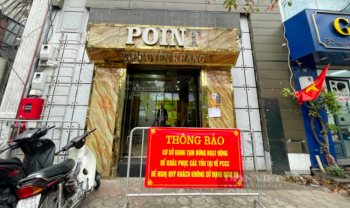 POINT
NGUYỄN KHANG
THÔNG BÁO
CƠ SỞ ĐANG TẠM DỪNG HOẠT ĐỘNG
ĐỂ KHẮC PHỤC CÁC TỒN TẠI VỀ PCCC
ĐỀ NGHỊ QUÝ KHÁCH KHÔNG SỬ DỤNG DỊCH VỤ